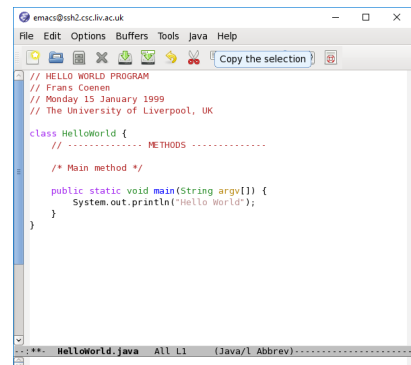 emacs@ssh2.csc.liv.ac.uk
File Edit Options Buffers Tools Java Help
Copy the selection
// HELLO WORLD PROGRAM
// Frans Coenen
// Monday 15 January 1999
// The University of Liverpool, UK
class HelloWorld {
// -------------- METHODS --------------
/* Main method */
public static void main(String argv[]) {
System.out.println("Hello World");
}
}
--:**- HelloWorld.java All L1 (Java/l Abbrev)----------------------